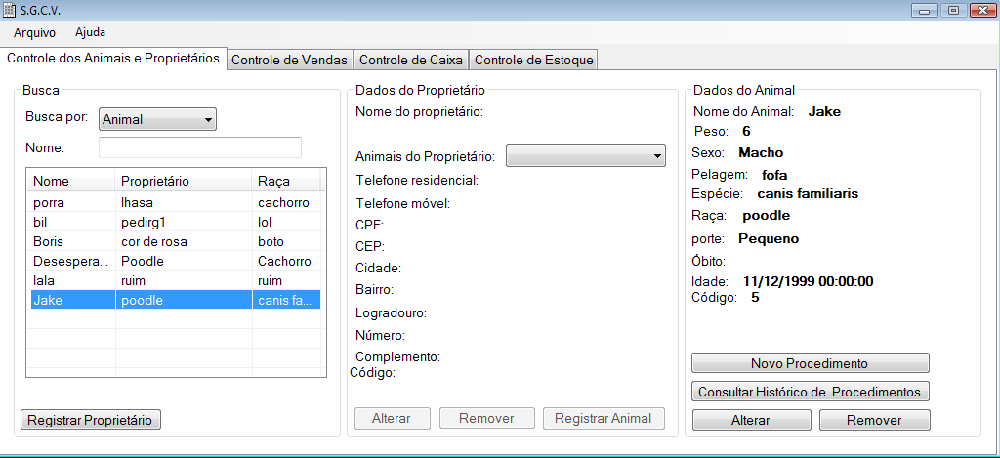 S.G.C.V.
Arquivo Ajuda
Controle dos Animais e Proprietários Controle de Vendas Controle de Caixa Controle de Estoque
Busca
Busca por: Animal
Nome:
Nome Proprietário Raça
porra lhasa cachorro
bil pedirg1 lol
Boris cor de rosa boto
Desespera... Poodle Cachorro
lala ruim ruim
Jake poodle canis fa...
Registrar Proprietário
Dados do Proprietário
Nome do proprietário:
Animais do Proprietário:
Telefone residencial:
Telefone móvel:
CPF:
CEP:
Cidade:
Bairro:
Logradouro:
Número:
Complemento:
Código:
Alterar Remover Registrar Animal
Dados do Animal
Nome do Animal: Jake
Peso: 6
Sexo: Macho
Pelagem: fofa
Espécie: canis familiaris
Raça: poodle
porte: Pequeno
Óbito:
Idade: 11/12/1999 00:00:00
Código: 5
Novo Procedimento
Consultar Histórico de Procedimentos
Alterar Remover